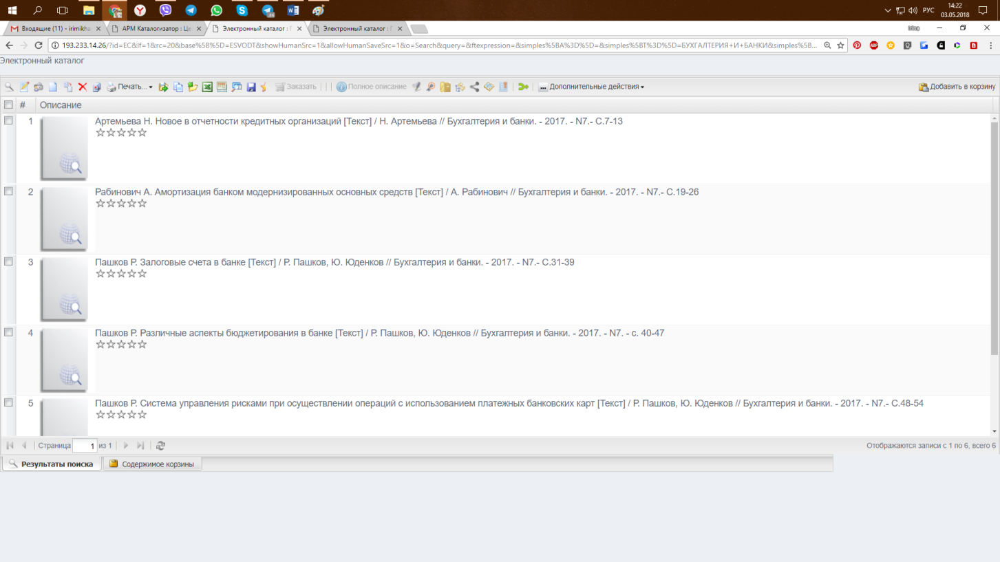 14:22
РУС
03.05.2018
Входящие (11) - irimikha
АРМ Каталогизатор : Це
Электронный каталог : Г
Электронный каталог : Г
Irina
193.233.14.26/?id=EC&lf=1&rc=20&base%5B%5D=ESVODT&showHumanSrc=1&allowHumanSaveSrc=1&o=Search&query=&ftexpression=&simples%5BA%3D%5D=&simples%5BT%3D%5D=БУХГАЛТЕРИЯ+И+БАНКИ&simples%5B...
Электронный каталог
Печать...
Заказать
Полное описание
Дополнительные действия
Добавить в корзину
# Описание
1 Артемьева Н. Новое в отчетности кредитных организаций [Текст] / Н. Артемьева // Бухгалтерия и банки. - 2017. - N7.- С.7-13
2 Рабинович А. Амортизация банком модернизированных основных средств [Текст] / А. Рабинович // Бухгалтерия и банки. - 2017. - N7.- С.19-26
3 Пашков Р. Залоговые счета в банке [Текст] / Р. Пашков, Ю. Юденков // Бухгалтерия и банки. - 2017. - N7.- С.31-39
4 Пашков Р. Различные аспекты бюджетирования в банке [Текст] / Р. Пашков, Ю. Юденков // Бухгалтерия и банки. - 2017. - N7. - с. 40-47
5 Пашков Р. Система управления рисками при осуществлении операций с использованием платежных банковских карт [Текст] / Р. Пашков, Ю. Юденков // Бухгалтерия и банки. - 2017. - N7.- С.48-54
Страница 1 из 1
Отображаются записи с 1 по 6, всего 6
Результаты поиска
Содержимое корзины